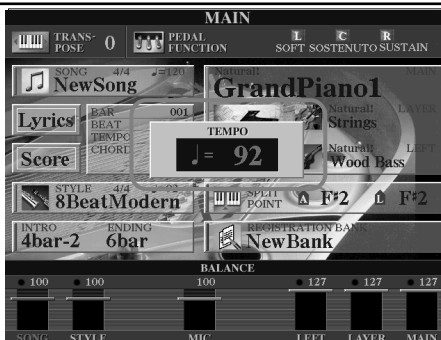 MAIN
TRANS-
POSE 0
PEDAL
FUNCTION
L C R
SOFT SOSTENUTO SUSTAIN
SONG 4/4 ♩=120
NewSong
Natural! MAIN
GrandPiano1
Lyrics
Score
BAR 001
BEAT
TEMPO
CHORD
TEMPO
♩= 92
Natural! LAYER
Strings
Natural! LEFT
Wood Bass
STYLE 4/4
8BeatModern
SPLIT
POINT
A F#2 L F#2
INTRO ENDING
4bar-2 6bar
REGISTRATION BANK
NewBank
BALANCE
100 100 100 127 127 127
SONG STYLE MIC LEFT LAYER MAIN